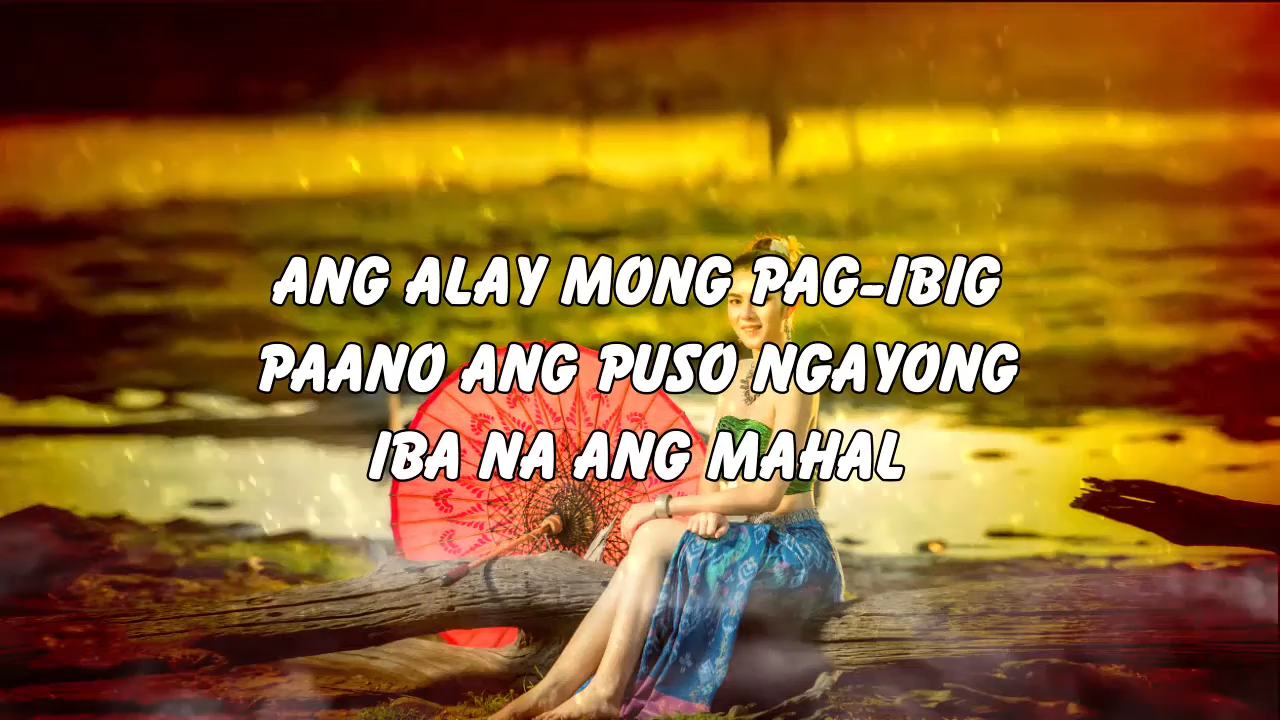 ANG ALAY MONG PAG-IBIG
PAANO ANG PUSO NGAYONG
IBA NA ANG MAHAL